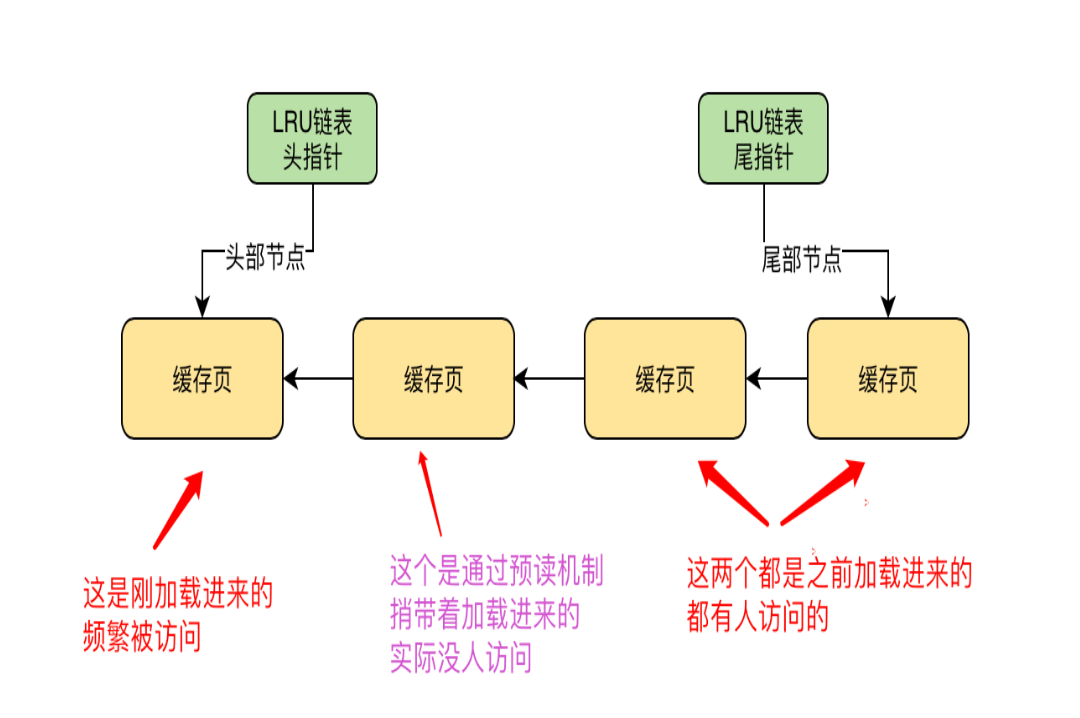 LRU链表
头指针
LRU链表
尾指针
头部节点
尾部节点
缓存页
缓存页
缓存页
缓存页
这是刚加载进来的
频繁被访问
这个是通过预读机制
捎带着加载进来的
实际没人访问
这两个都是之前加载进来的
都有人访问的